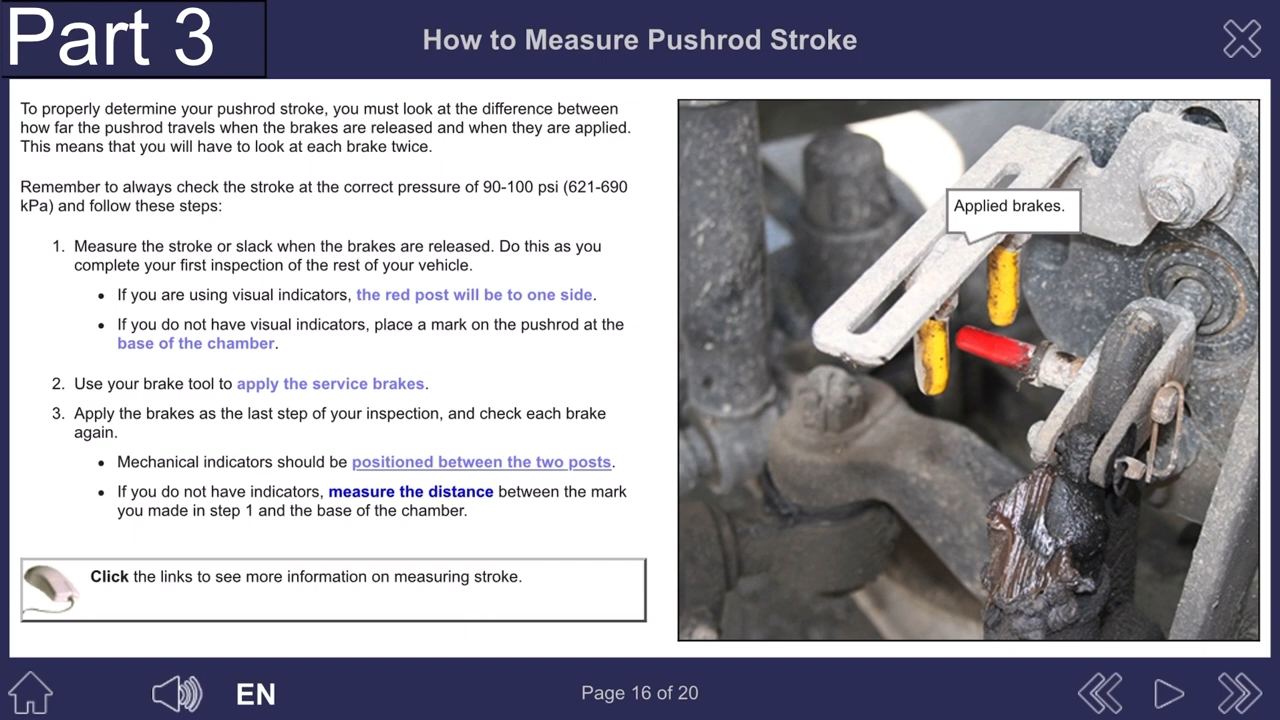 Part 3
How to Measure Pushrod Stroke
To properly determine your pushrod stroke, you must look at the difference between
how far the pushrod travels when the brakes are released and when they are applied.
This means that you will have to look at each brake twice.
Remember to always check the stroke at the correct pressure of 90-100 psi (621-690
kPa) and follow these steps:
1. Measure the stroke or slack when the brakes are released. Do this as you
complete your first inspection of the rest of your vehicle.
• If you are using visual indicators, the red post will be to one side.
• If you do not have visual indicators, place a mark on the pushrod at the
base of the chamber.
2. Use your brake tool to apply the service brakes.
3. Apply the brakes as the last step of your inspection, and check each brake
again.
• Mechanical indicators should be positioned between the two posts.
• If you do not have indicators, measure the distance between the mark
you made in step 1 and the base of the chamber.
Click the links to see more information on measuring stroke.
Applied brakes.
EN
Page 16 of 20